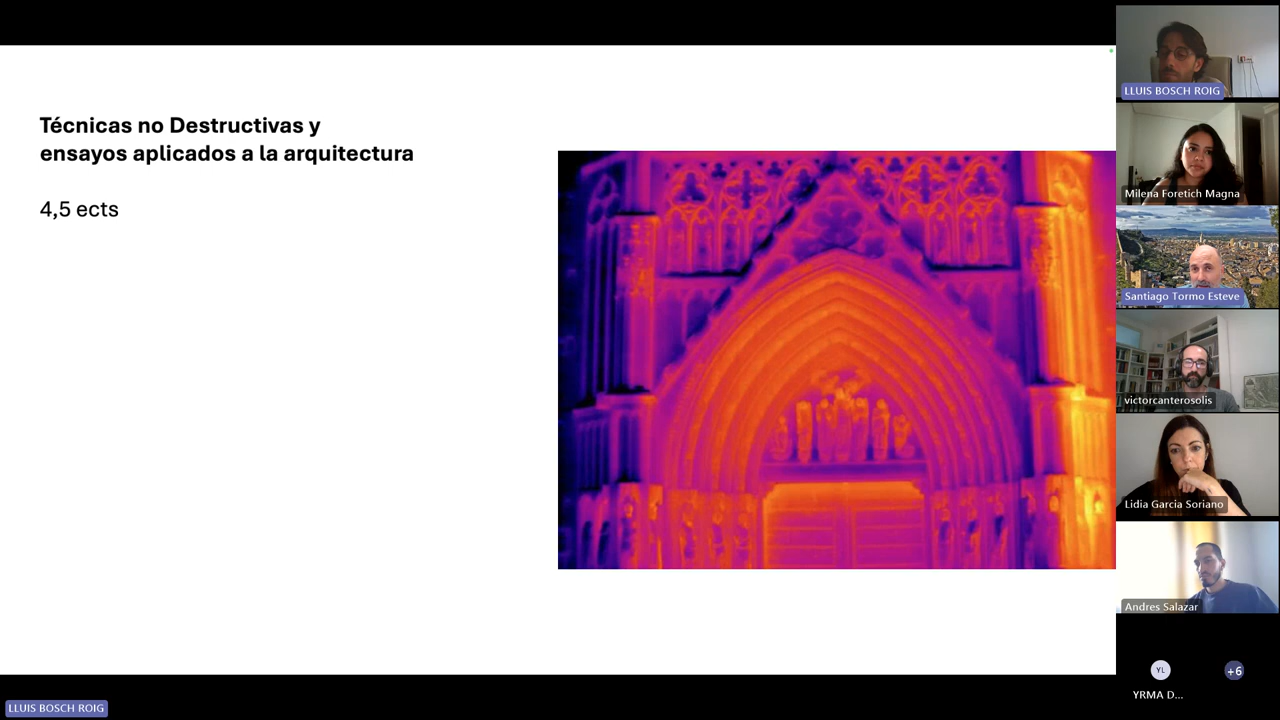 Técnicas no Destructivas y
ensayos aplicados a la arquitectura
4,5 ects
LLUIS BOSCH ROIG
Milena Foretich Magna
Santiago Tormo Esteve
victorcanterosolis
Lidia Garcia Soriano
Andres Salazar
YL
+6
YRMA D...
LLUIS BOSCH ROIG